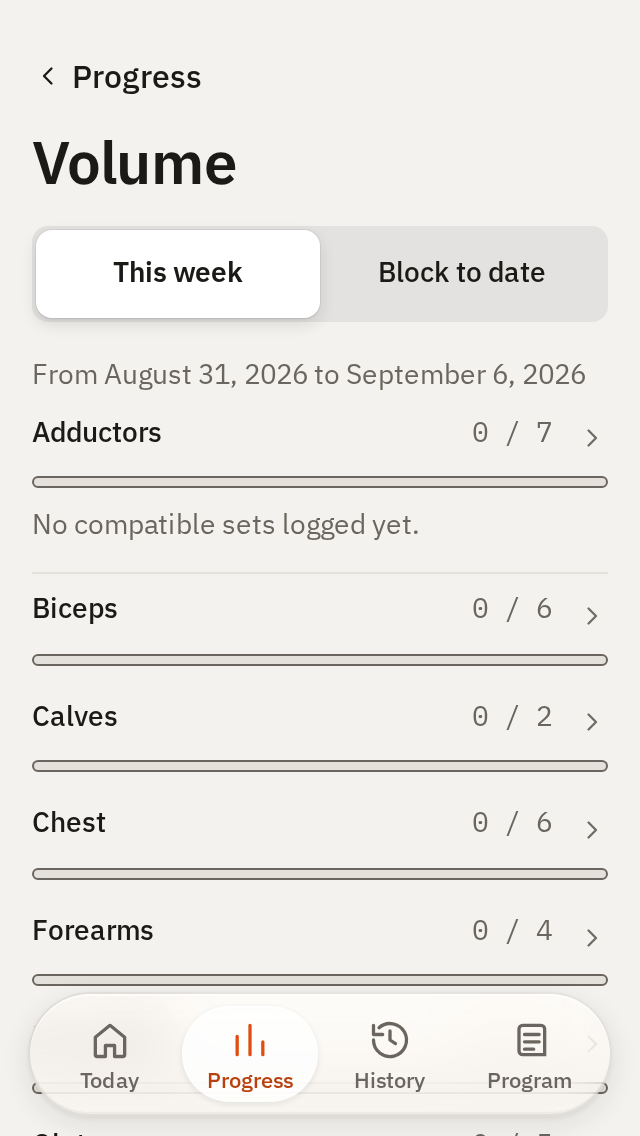 Progress
Volume
This week
Block to date
From August 31, 2026 to September 6, 2026
Adductors 0 / 7
No compatible sets logged yet.
Biceps 0 / 6
Calves 0 / 2
Chest 0 / 6
Forearms 0 / 4
Today Progress History Program